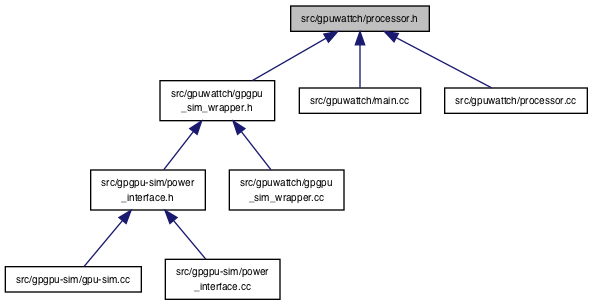 src/gpuwattch/processor.h
src/gpuwattch/gpgpu
_sim_wrapper.h
src/gpuwattch/main.cc
src/gpuwattch/processor.cc
src/gpgpu-sim/power
_interface.h
src/gpuwattch/gpgpu
_sim_wrapper.cc
src/gpgpu-sim/gpu-sim.cc
src/gpgpu-sim/power
_interface.cc